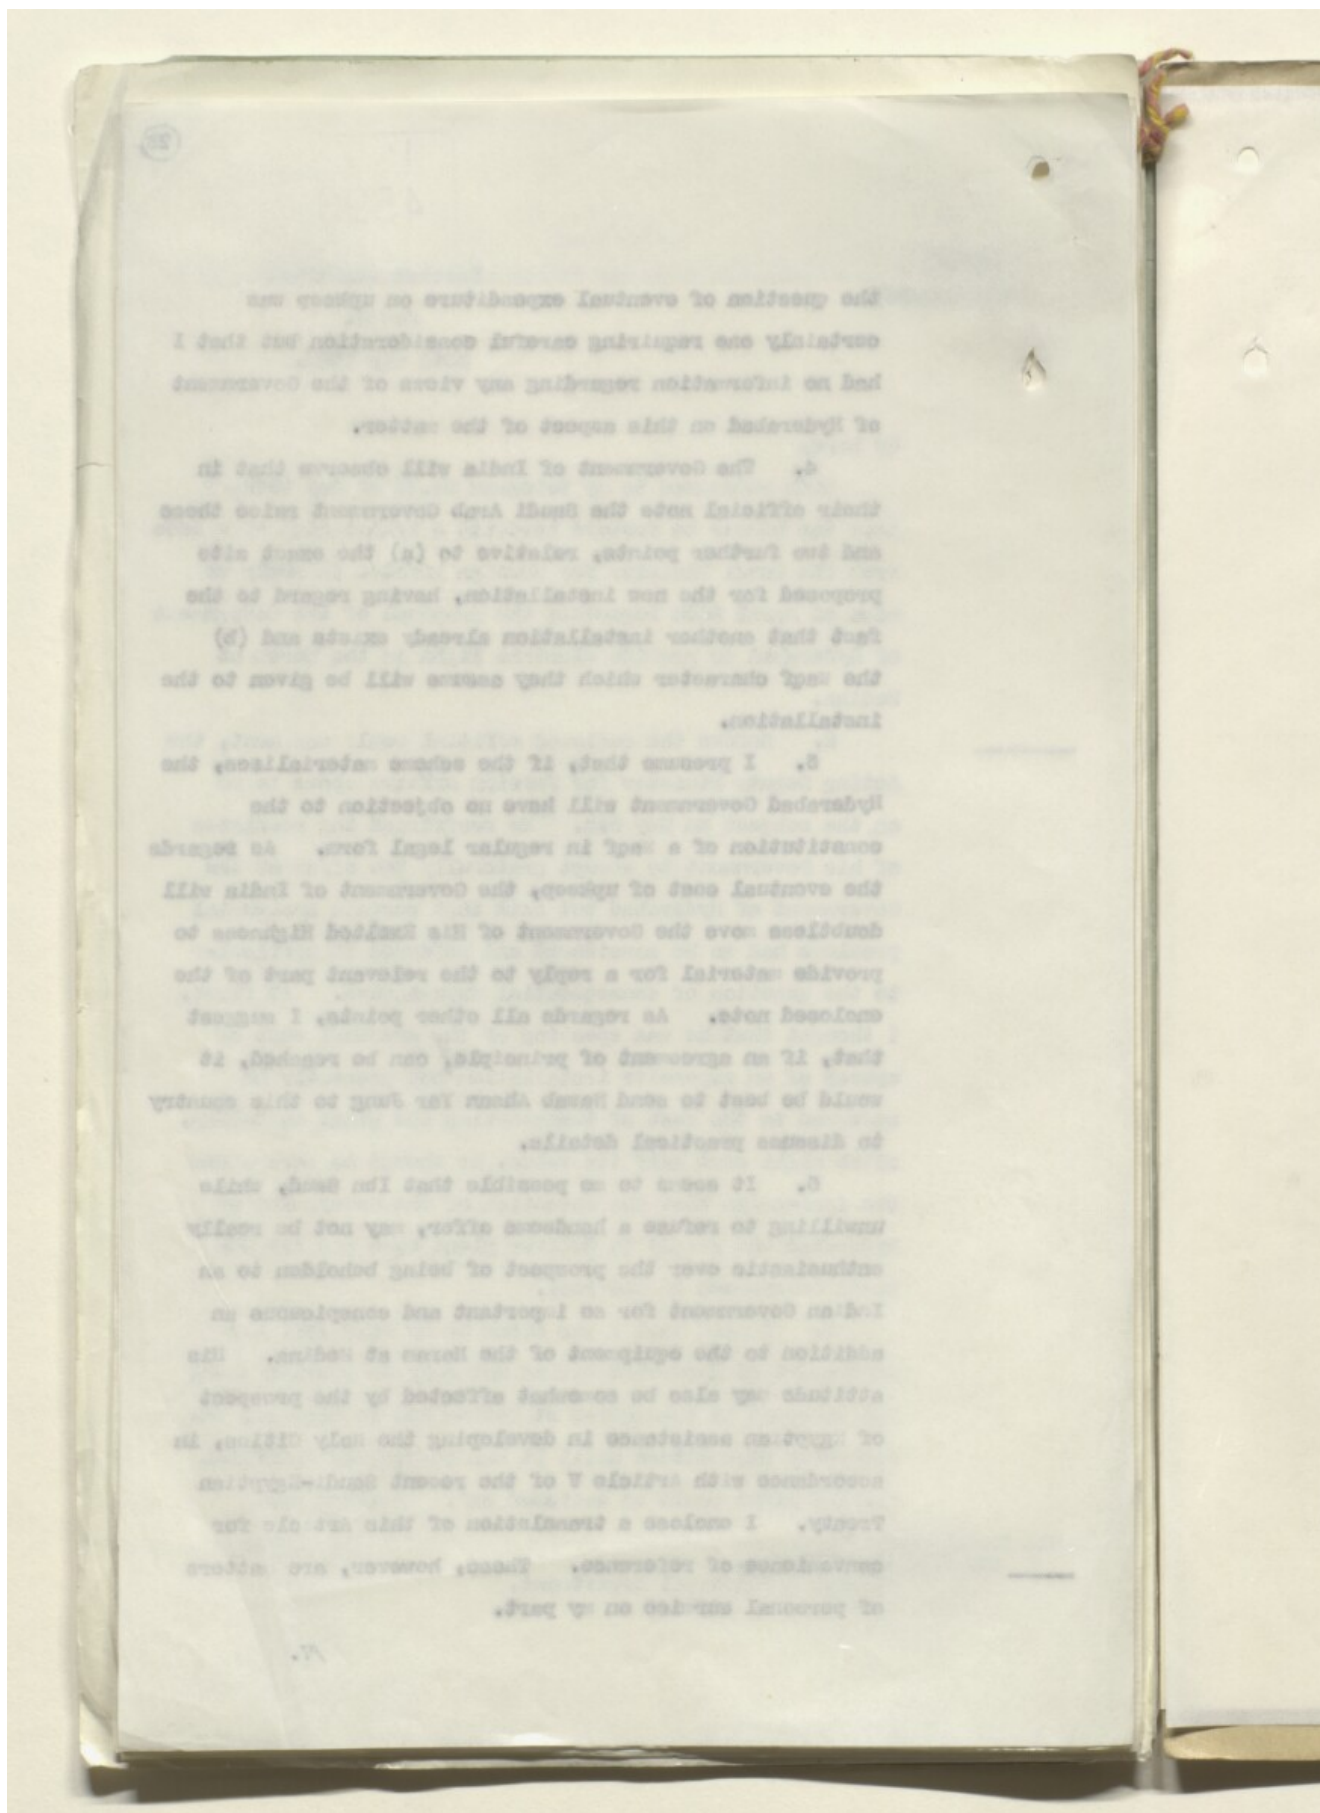 25
the question of eventual expenditure on upkeep was
certainly one requiring careful consideration but that I
had no information regarding any views of the Government
of Hyderabad on this aspect of the matter.
4. The Government of India will observe that in
their official note the Saudi Arab Government raise these
and two further points, relative to (a) the exact site
proposed for the new installation, having regard to the
fact that another installation already exists and (b)
the waqf character which they assume will be given to the
installation.
5. I presume that, if the scheme materialises, the
Hyderabad Government will have no objection to the
constitution of a waqf in regular legal form. As regards
the eventual cost of upkeep, the Government of India will
doubtless move the Government of His Exalted Highness to
provide material for a reply to the relevant part of the
enclosed note. As regards all other points, I suggest
that, if an agreement of principle, can be reached, it
would be best to send Nawab Ahsan Yar Jung to this country
to discuss practical details.
6. It seems to me possible that Ibn Saud, while
unwilling to refuse a handsome offer, may not be really
enthusiastic over the prospect of being beholden to an
Indian Government for so important and conspicuous an
addition to the equipment of the Haram at Medina. His
attitude may also be somewhat affected by the prospect
of Egyptian assistance in developing the Holy Cities, in
accordance with Article V of the recent Saudi-Egyptian
Treaty. I enclose a translation of this Article for
convenience of reference. These, however, are matters
of personal surmise on my part.